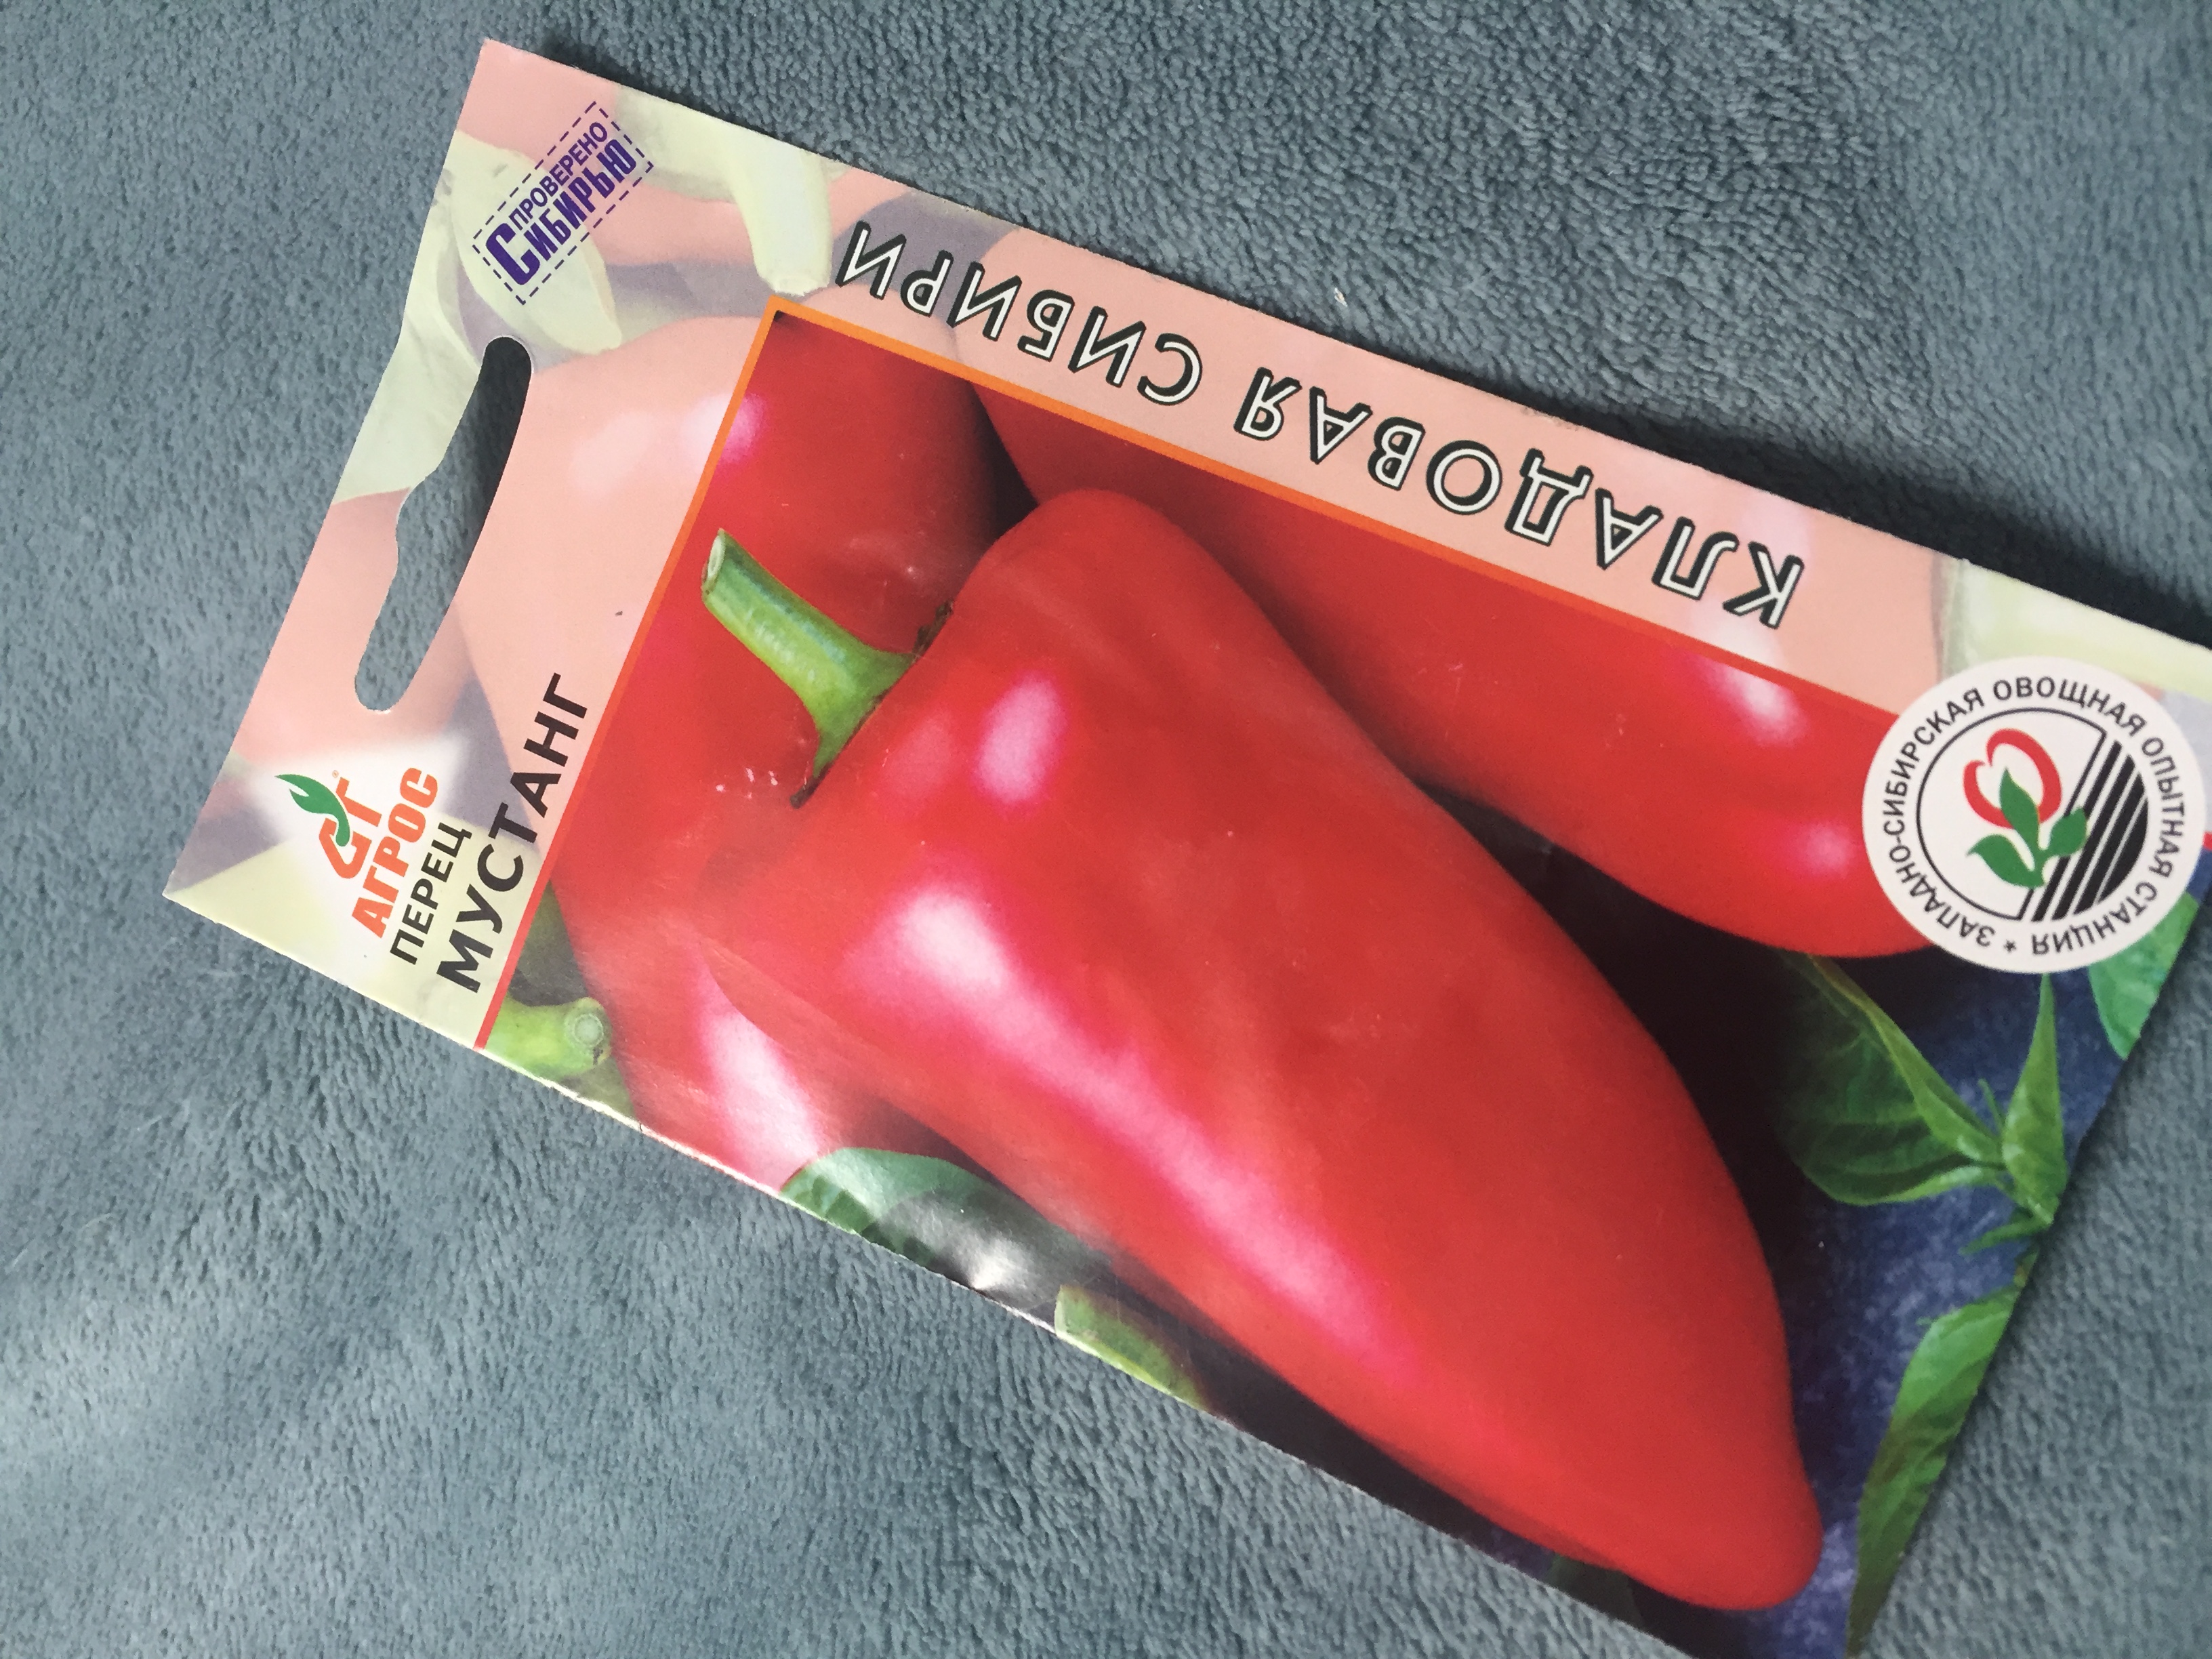 ПРОВЕРЕНО
СИБИРЬЮ
АГРОС
ПЕРЕЦ
МУСТАНГ
КЛАДОВАЯ СИБИРИ
* ЗАПАДНО-СИБИРСКАЯ ОВОЩНАЯ ОПЫТНАЯ СТАНЦИЯ